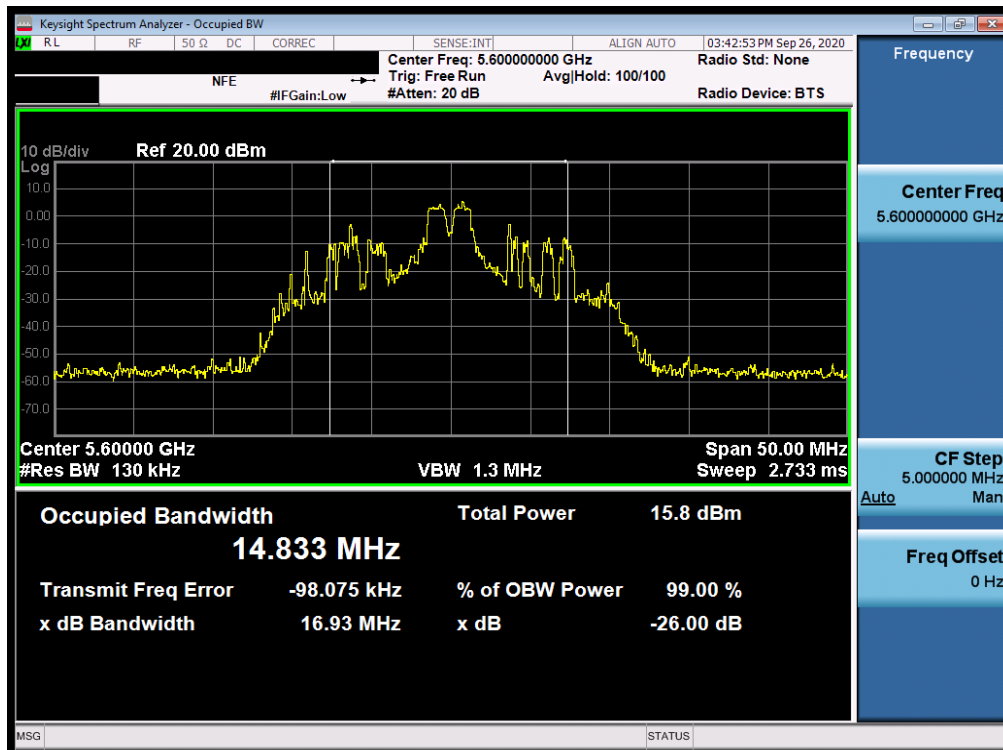 Keysight Spectrum Analyzer - Occupied BW
LXI RL RF 50 Ω DC CORREC SENSE:INT ALIGN AUTO 03:42:53 PM Sep 26, 2020
Center Freq: 5.600000000 GHz Radio Std: None
NFE Trig: Free Run Avg|Hold: 100/100
#IFGain:Low #Atten: 20 dB Radio Device: BTS
Frequency
10 dB/div Ref 20.00 dBm
Log
10.0
0.00
-10.0
-20.0
-30.0
-40.0
-50.0
-60.0
-70.0
Center 5.60000 GHz Span 50.00 MHz
#Res BW 130 kHz VBW 1.3 MHz Sweep 2.733 ms
Occupied Bandwidth Total Power 15.8 dBm
14.833 MHz
Transmit Freq Error -98.075 kHz % of OBW Power 99.00 %
x dB Bandwidth 16.93 MHz x dB -26.00 dB
Center Freq
5.600000000 GHz
CF Step
5.000000 MHz
Auto Man
Freq Offset
0 Hz
MSG STATUS